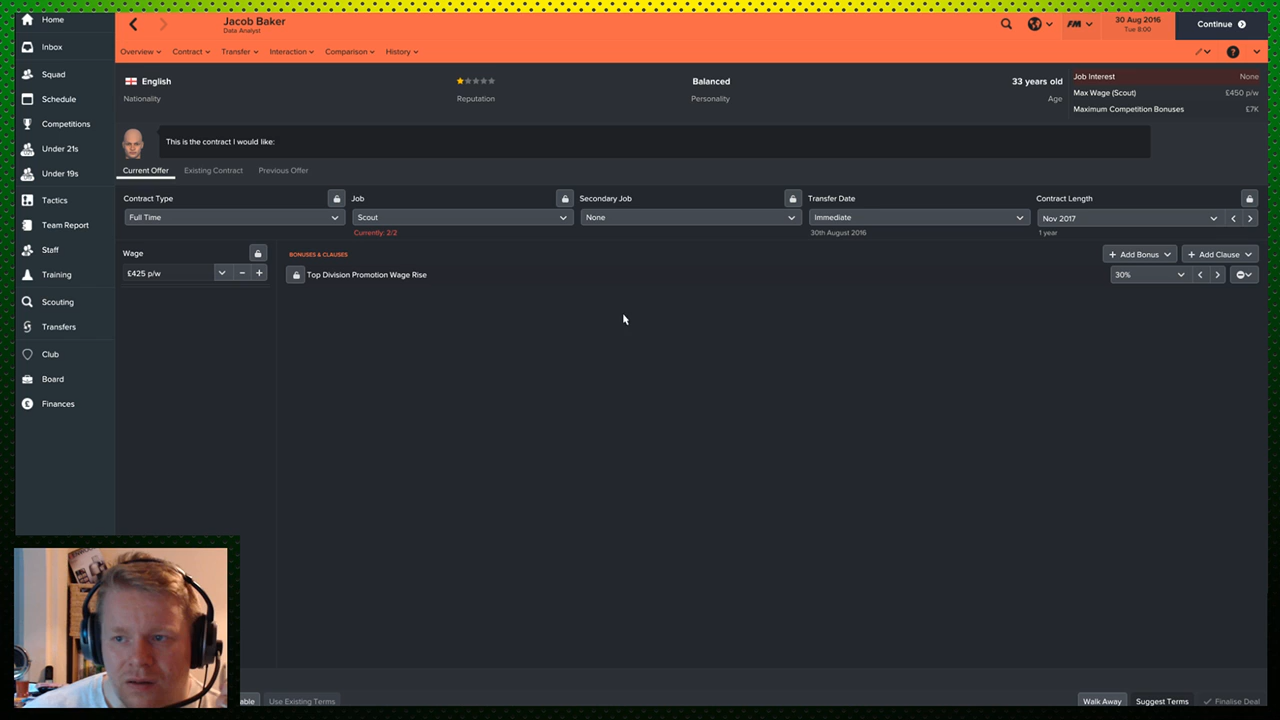 Home
Jacob Baker
Data Analyst
FM
30 Aug 2016
Tue 8:00
Continue
Inbox
Overview
Contract
Transfer
Interaction
Comparison
History
?
Squad
Schedule
Competitions
Under 21s
Under 19s
Tactics
Team Report
Staff
Training
Scouting
Transfers
Club
Board
Finances
English
Nationality
Reputation
Balanced
Personality
33 years old
Age
Job Interest None
Max Wage (Scout) £450 p/w
Maximum Competition Bonuses £7K
This is the contract I would like:
Current Offer Existing Contract Previous Offer
Contract Type Job Secondary Job Transfer Date Contract Length
Full Time Scout None Immediate Nov 2017
Currently: 2/2 30th August 2016 1 year
Wage BONUSES & CLAUSES + Add Bonus + Add Clause
£425 p/w Top Division Promotion Wage Rise 30%
able Use Existing Terms Walk Away Suggest Terms Finalise Deal